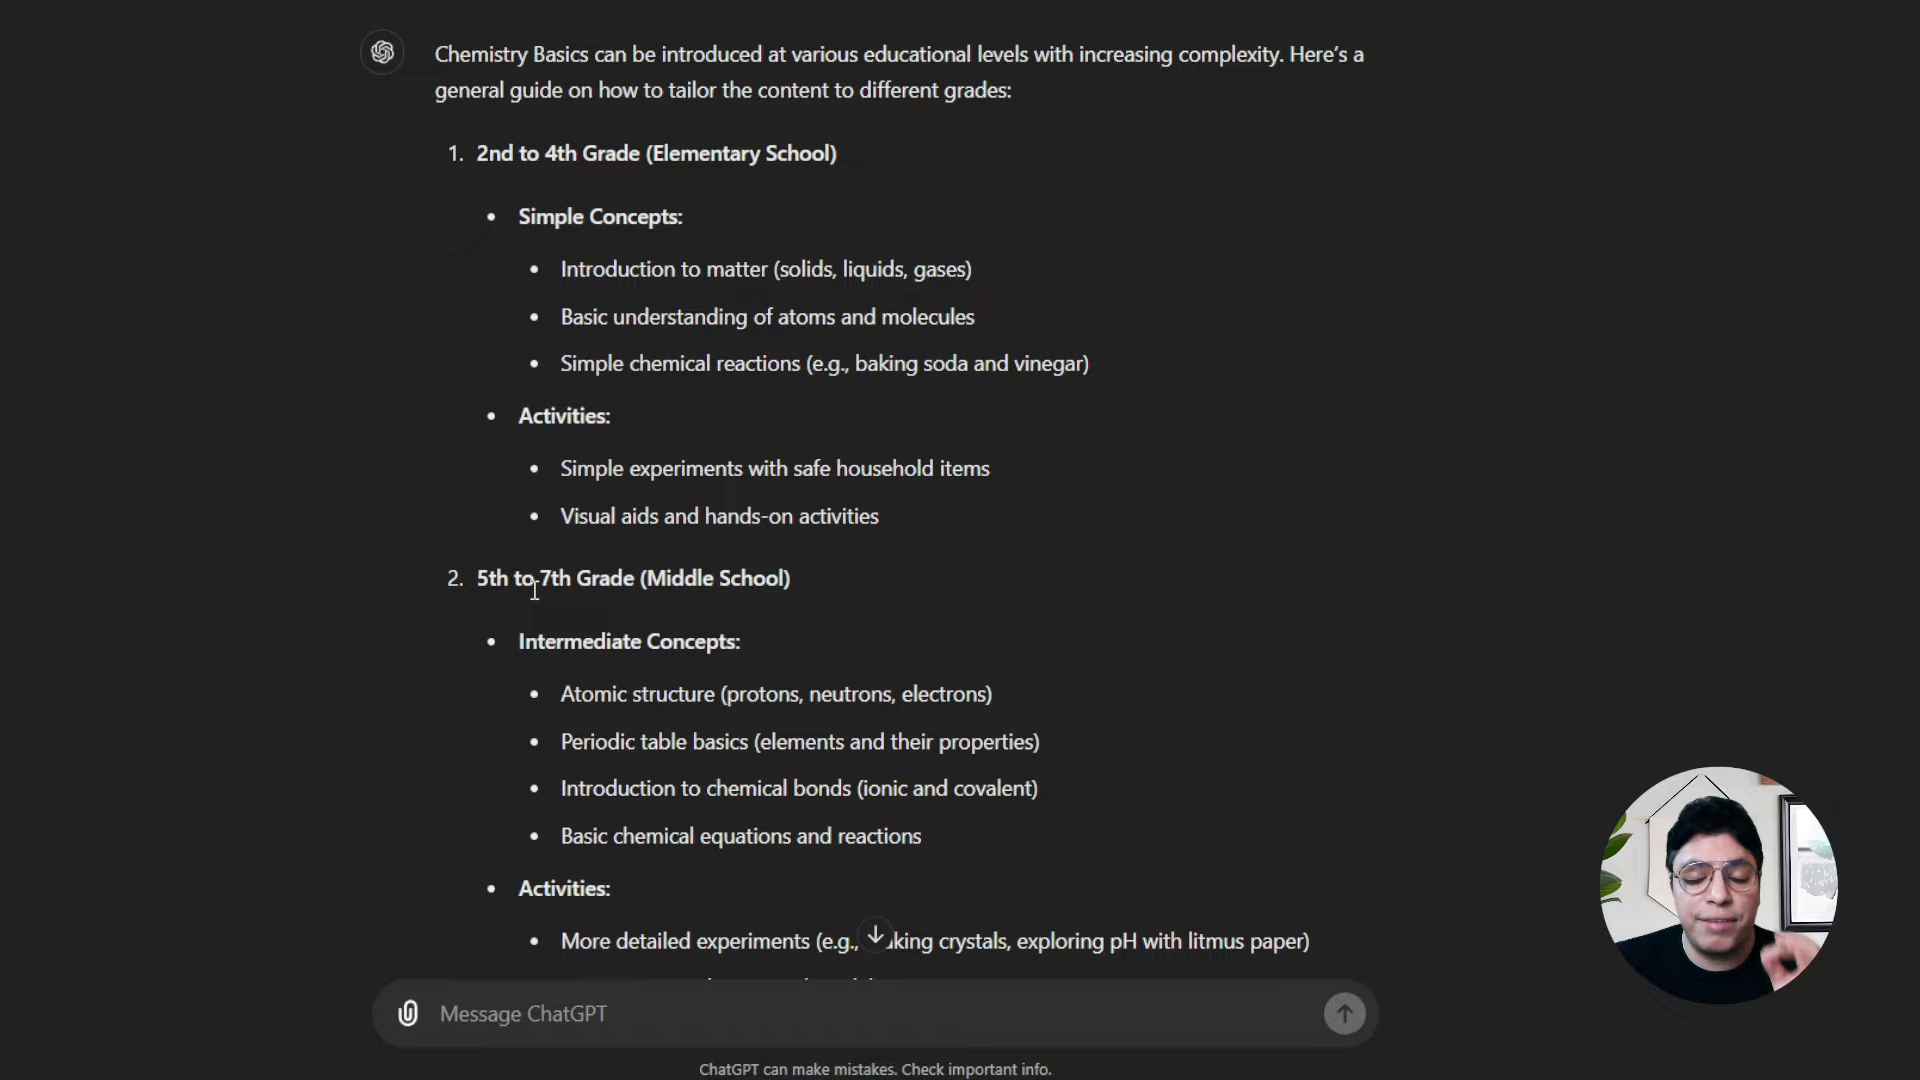 Chemistry Basics can be introduced at various educational levels with increasing complexity. Here's a
general guide on how to tailor the content to different grades:
1. 2nd to 4th Grade (Elementary School)
• Simple Concepts:
• Introduction to matter (solids, liquids, gases)
• Basic understanding of atoms and molecules
• Simple chemical reactions (e.g., baking soda and vinegar)
• Activities:
• Simple experiments with safe household items
• Visual aids and hands-on activities
2. 5th to 7th Grade (Middle School)
• Intermediate Concepts:
• Atomic structure (protons, neutrons, electrons)
• Periodic table basics (elements and their properties)
• Introduction to chemical bonds (ionic and covalent)
• Basic chemical equations and reactions
• Activities:
• More detailed experiments (e.g., crystals, exploring pH with litmus paper)
Message ChatGPT
ChatGPT can make mistakes. Check important info.